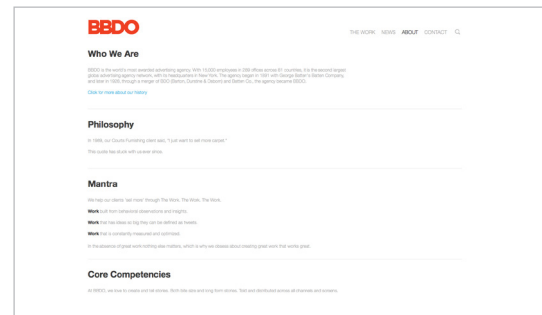 BBDO
THE WORK NEWS ABOUT CONTACT
Who We Are
BBDO is the world's most awarded advertising agency. With 15,000 employees in 289 offices across 81 countries, it is the second largest
global advertising agency network, with its headquarters in New York. The agency began in 1891 with George Batten's Batten Company,
and later in 1928, through a merger of BDO (Barton, Durstine & Osborn) and Batten Co., the agency became BBDO.
Click for more about our history
Philosophy
In our Country Furnishing client said, "I just want to sell more carpet."
This quote has stuck with us ever since.
Mantra
We help our clients "sell more" through The Work. The Work. The Work.
Work built from behavioral observations and insights.
Work that has ideas so big they can be defined as tweets.
Work that is constantly measured and optimized.
In the absence of great work nothing else matters, which is why we obsess about creating great work that works great.
Core Competencies
At BBDO, we love to create and tell stories. Both bite size and long form stories. Told and distributed across all channels and screens.